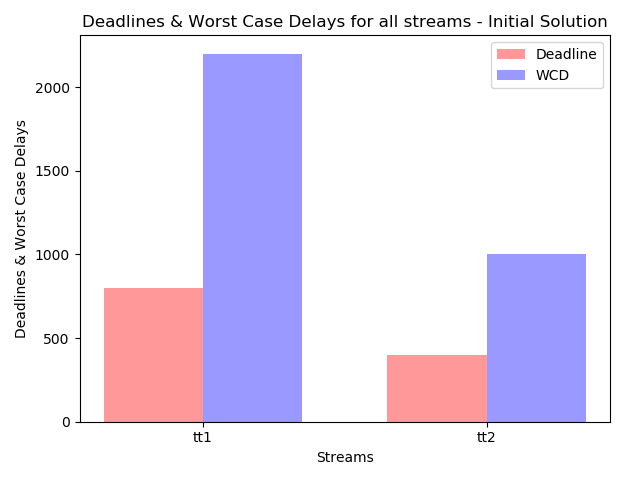 Deadlines & Worst Case Delays for all streams - Initial Solution
Deadline
WCD
Deadlines & Worst Case Delays
2000
1500
1000
500
0
tt1
tt2
Streams